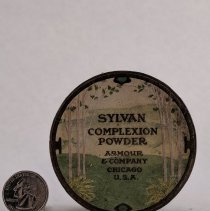 SYLVAN
COMPLEXION
POWDER
ARMOUR
& COMPANY
CHICAGO
U.S.A.